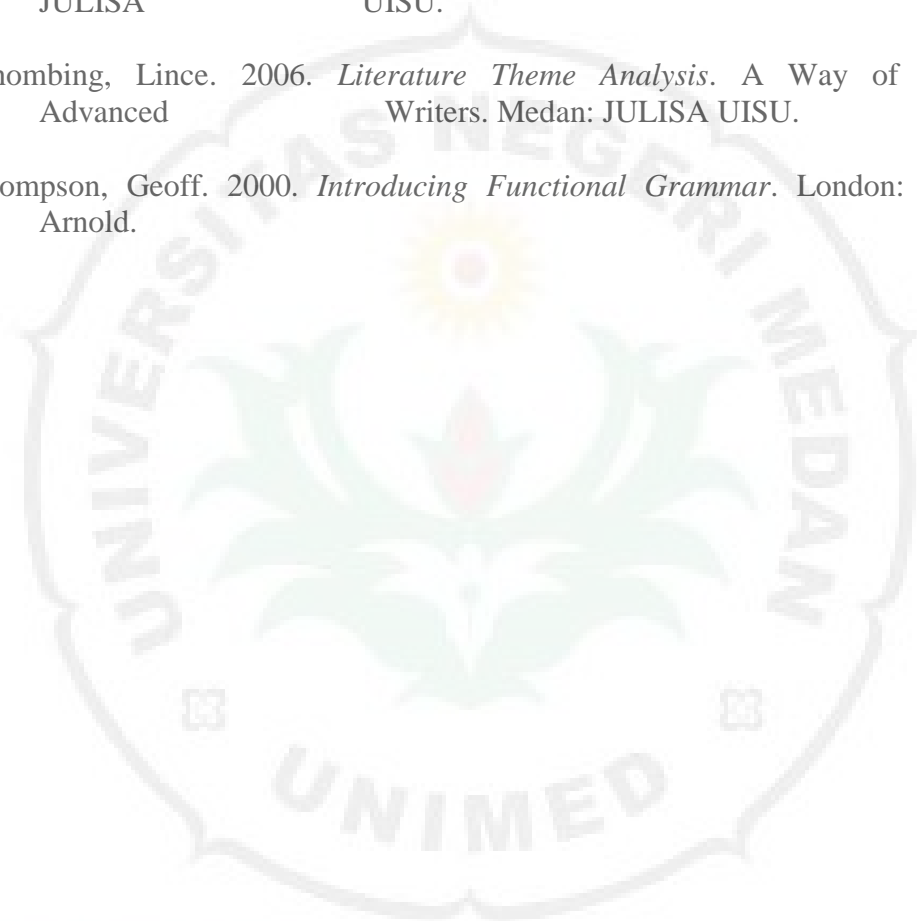 JULISA UISU.
nombing, Lince. 2006. Literature Theme Analysis. A Way of
Advanced Writers. Medan: JULISA UISU.
ompson, Geoff. 2000. Introducing Functional Grammar. London:
Arnold.
UNIVERSITAS NEGERI MEDAN
UNIMED